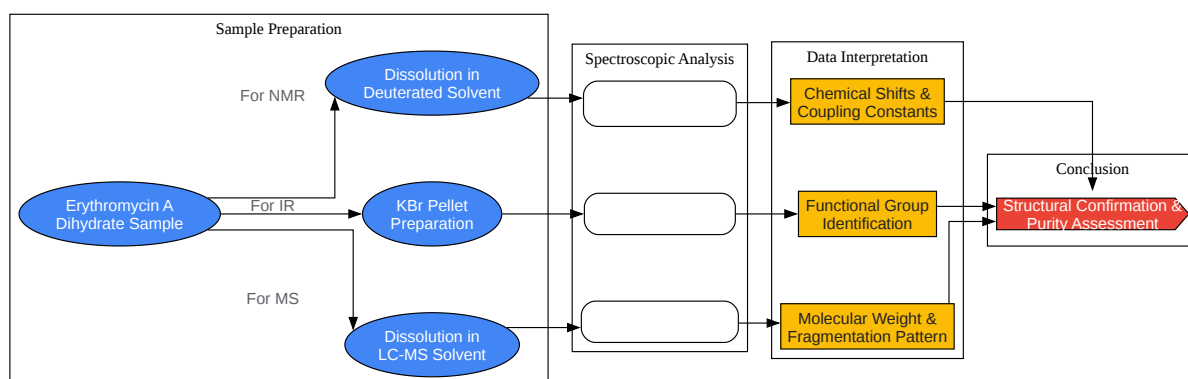 Sample Preparation
Spectroscopic Analysis
Data Interpretation
Conclusion
For NMR
For IR
For MS
Erythromycin A
Dihydrate Sample
Dissolution in
Deuterated Solvent
KBr Pellet
Preparation
Dissolution in
LC-MS Solvent
Chemical Shifts &
Coupling Constants
Functional Group
Identification
Molecular Weight &
Fragmentation Pattern
Structural Confirmation &
Purity Assessment